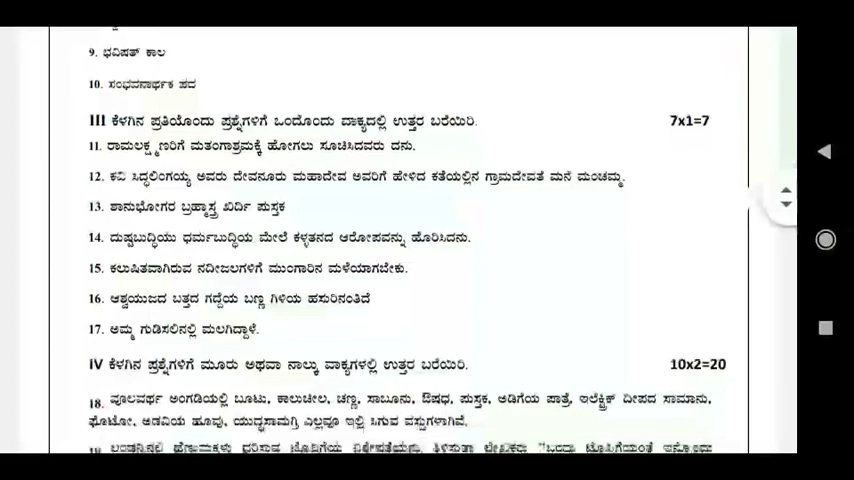 9. ಭವಿಷತ್ ಕಾಲ
10. ಸಂಭವನಾರ್ಥಕ ಪದ
III ಕೆಳಗಿನ ಪ್ರತಿಯೊಂದು ಪ್ರಶ್ನೆಗಳಿಗೆ ಒಂದೊಂದು ವಾಕ್ಯದಲ್ಲಿ ಉತ್ತರ ಬರೆಯಿರಿ. 7x1=7
11. ರಾಮಲಕ್ಷ್ಮಣರಿಗೆ ಮತಂಗಾಶ್ರಮಕ್ಕೆ ಹೋಗಲು ಸೂಚಿಸಿದವರು ದನು.
12. ಕವಿ ಸಿದ್ಧಲಿಂಗಯ್ಯ ಅವರು ದೇವನೂರು ಮಹಾದೇವ ಅವರಿಗೆ ಹೇಳಿದ ಕತೆಯಲ್ಲಿನ ಗ್ರಾಮದೇವತೆ ಮನೆ ಮಂಚಮ್ಮ.
13. ಶಾನುಭೋಗರ ಬ್ರಹ್ಮಾಸ್ತ್ರ ಖಿರ್ದಿ ಪುಸ್ತಕ
14. ದುಷ್ಟಬುದ್ಧಿಯು ಧರ್ಮಬುದ್ಧಿಯ ಮೇಲೆ ಕಳ್ಳತನದ ಆರೋಪವನ್ನು ಹೊರಿಸಿದನು.
15. ಕಲುಷಿತವಾಗಿರುವ ನದೀಜಲಗಳಿಗೆ ಮುಂಗಾರಿನ ಮಳೆಯಾಗಬೇಕು.
16. ಆಶ್ವಯುಜದ ಬತ್ತದ ಗದ್ದೆಯ ಬಣ್ಣ ಗಿಳಿಯ ಹಸುರಿನಂತಿದೆ
17. ಅಮ್ಮ ಗುಡಿಸಲಿನಲ್ಲಿ ಮಲಗಿದ್ದಾಳೆ.
IV ಕೆಳಗಿನ ಪ್ರಶ್ನೆಗಳಿಗೆ ಮೂರು ಅಥವಾ ನಾಲ್ಕು ವಾಕ್ಯಗಳಲ್ಲಿ ಉತ್ತರ ಬರೆಯಿರಿ. 10x2=20
18. ವೂಲವರ್ಥ ಅಂಗಡಿಯಲ್ಲಿ ಬೂಟು, ಕಾಲುಚೀಲ, ಚಣ್ಣ, ಸಾಬೂನು, ಔಷಧ, ಪುಸ್ತಕ, ಅಡಿಗೆಯ ಪಾತ್ರೆ, ಇಲೆಕ್ಟ್ರಿಕ್ ದೀಪದ ಸಾಮಾನು,
ಫೋಟೋ, ಅಡವಿಯ ಹೂವು, ಯುದ್ಧಸಾಮಗ್ರಿ ಎಲ್ಲವೂ ಇಲ್ಲಿ ಸಿಗುವ ವಸ್ತುಗಳಾಗಿವೆ.